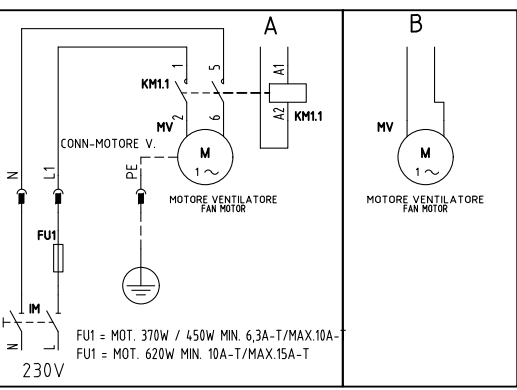 A
B
1
5
KM1.1
A1
A2
KM1.1
2
6
MV
MV
CONN-MOTORE V.
M
1 ~
M
1 ~
N
L1
PE
MOTORE VENTILATORE
FAN MOTOR
MOTORE VENTILATORE
FAN MOTOR
FU1
IM
N
L
FU1 = MOT. 370W / 450W MIN. 6,3A-T/MAX.10A-T
FU1 = MOT. 620W MIN. 10A-T/MAX.15A-T
230V